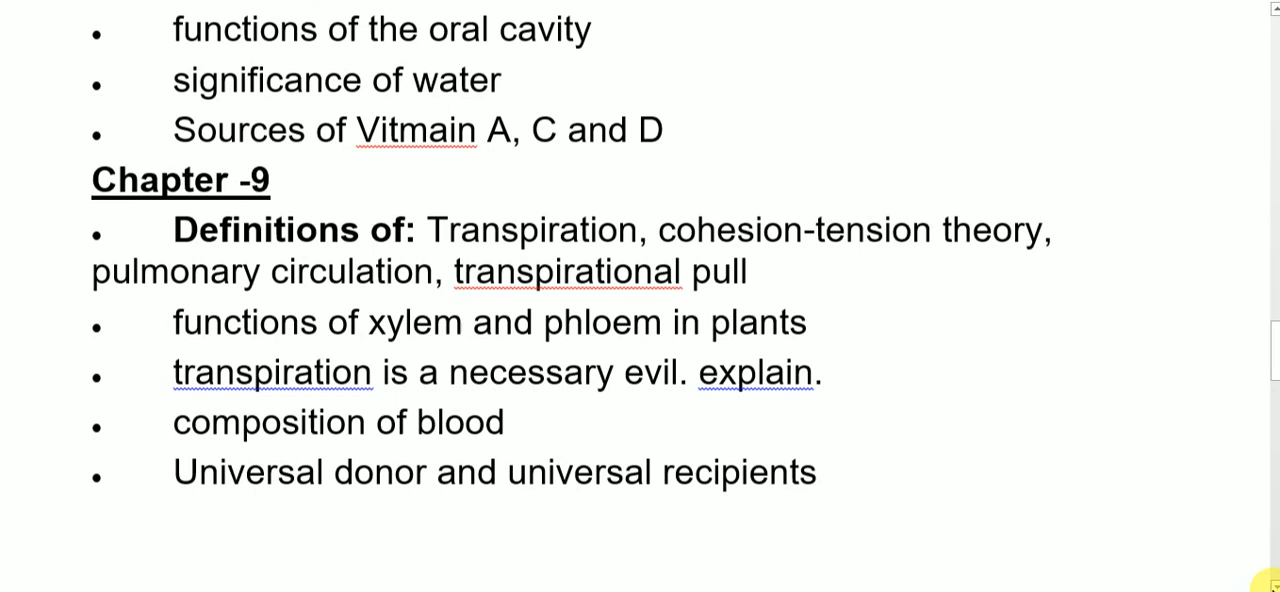 • functions of the oral cavity
• significance of water
• Sources of Vitmain A, C and D
Chapter -9
• Definitions of: Transpiration, cohesion-tension theory,
pulmonary circulation, transpirational pull
• functions of xylem and phloem in plants
• transpiration is a necessary evil. explain.
• composition of blood
• Universal donor and universal recipients